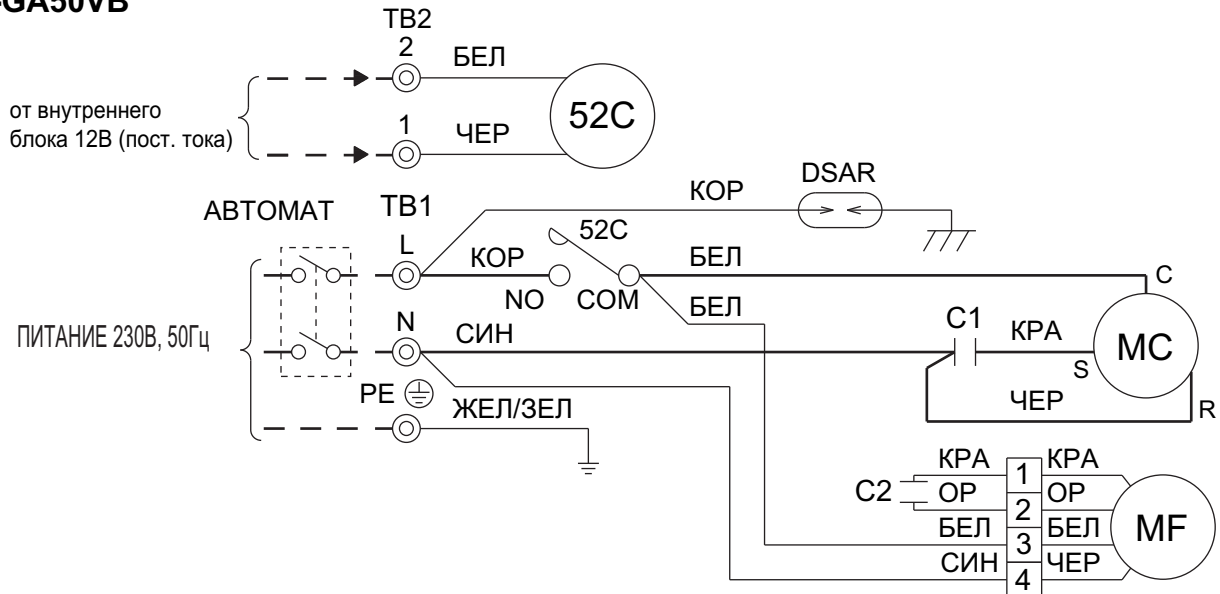 -GA50VB
TB2
2
БЕЛ
52C
от внутреннего
блока 12В (пост. тока)
1
ЧЕР
АВТОМАТ
TB1
КОР
DSAR
L
КОР
52C
NO
COM
БЕЛ
БЕЛ
C
ПИТАНИЕ 230В, 50Гц
N
СИН
C1
КРА
S
MC
ЧЕР
R
PE
ЖЕЛ/ЗЕЛ
C2
КРА
1
КРА
ОР
2
ОР
БЕЛ
3
БЕЛ
СИН
4
ЧЕР
MF